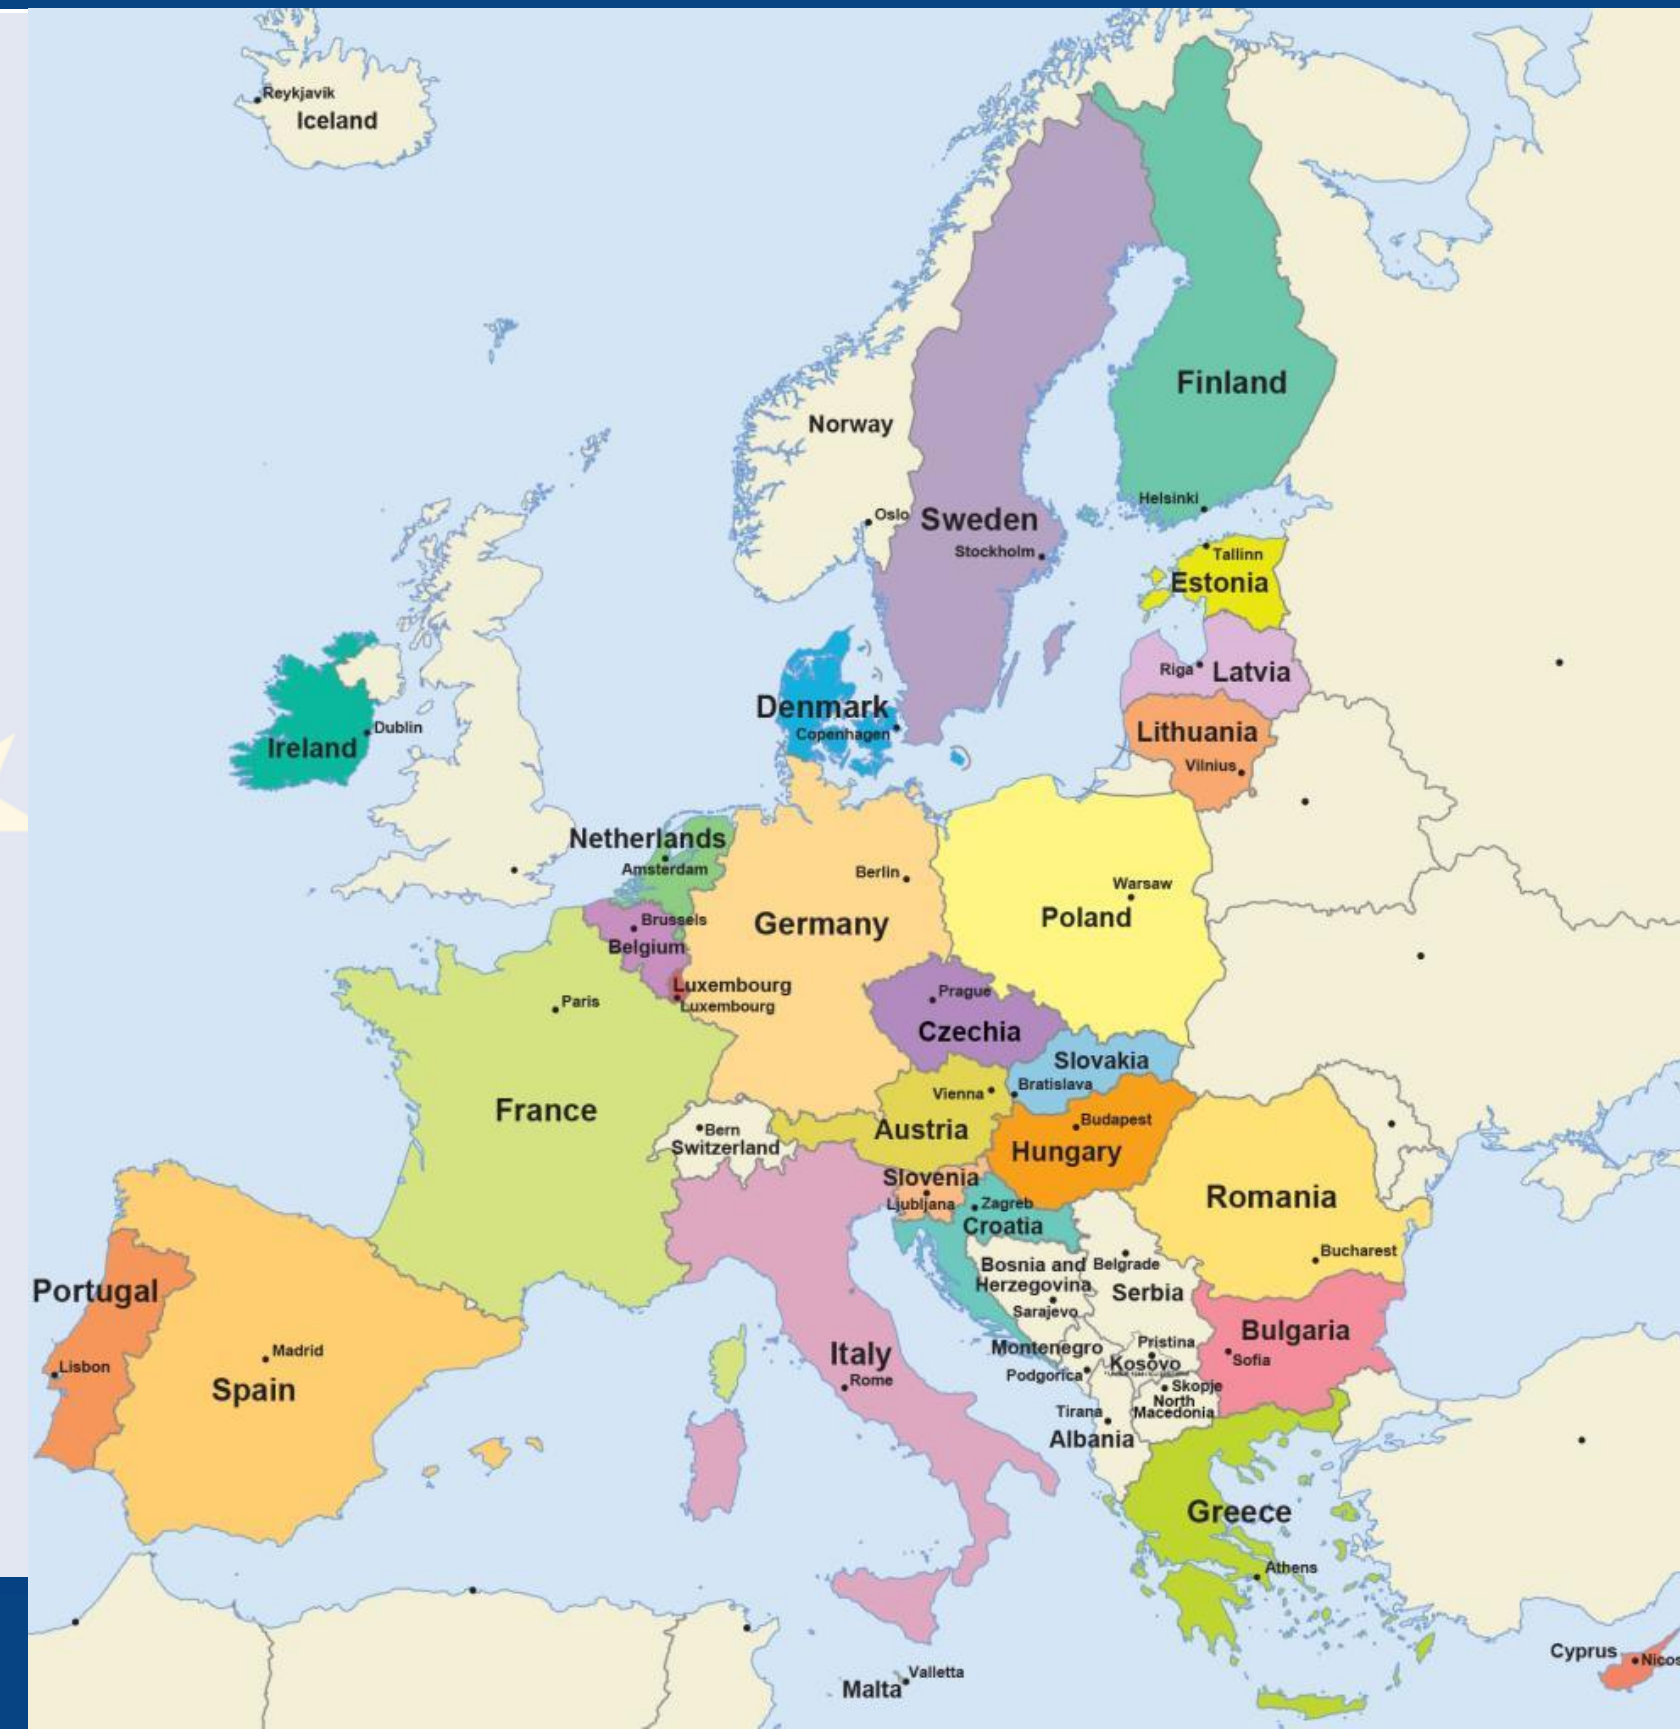 Reykjavik
Iceland
Finland
Norway
Helsinki
Oslo
Sweden
Stockholm
Tallinn
Estonia
Riga
Latvia
Denmark
Copenhagen
Dublin
Ireland
Lithuania
Vilnius
Netherlands
Amsterdam
Berlin
Warsaw
Brussels
Germany
Poland
Belgium
Luxembourg
Luxembourg
Paris
Prague
Czechia
Slovakia
Vienna
Bratislava
France
Austria
Budapest
Hungary
Bern
Switzerland
Slovenia
Ljubljana
Zagreb
Croatia
Romania
Bucharest
Bosnia and
Herzegovina
Sarajevo
Belgrade
Serbia
Portugal
Lisbon
Madrid
Spain
Italy
Rome
Montenegro
Podgorica
Pristina
Kosovo
Bulgaria
Sofia
Skopje
North
Macedonia
Tirana
Albania
Greece
Athens
Valletta
Malta
Cyprus
Nicos